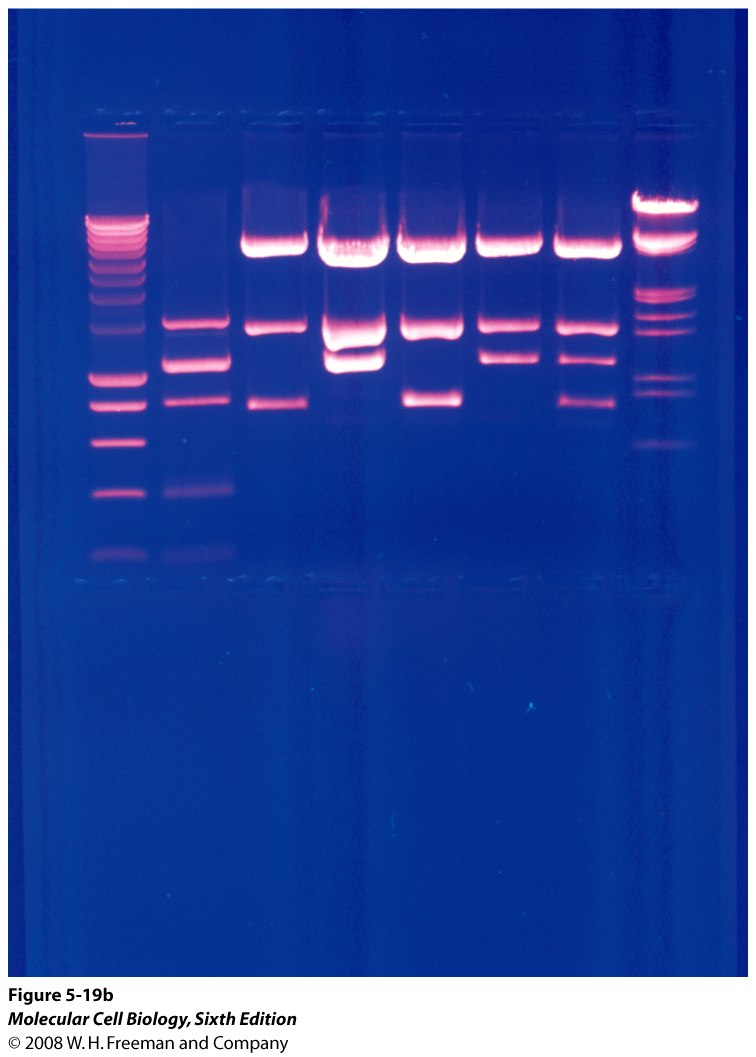 Figure 5-19b
Molecular Cell Biology, Sixth Edition
© 2008 W. H. Freeman and Company